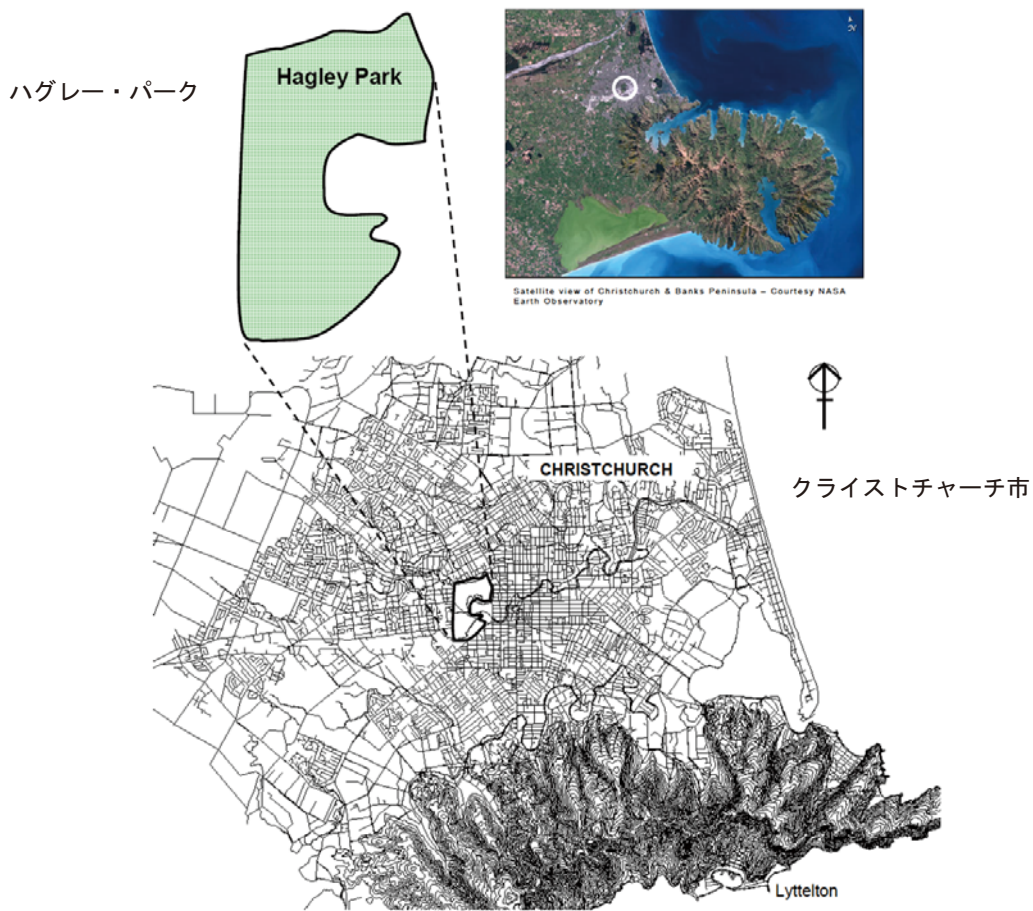 Hagley Park
ハグレー・パーク
N
Satellite view of Christchurch & Banks Peninsula – Courtesy NASA
Earth Observatory
CHRISTCHURCH
クライストチャーチ市
Lyttelton